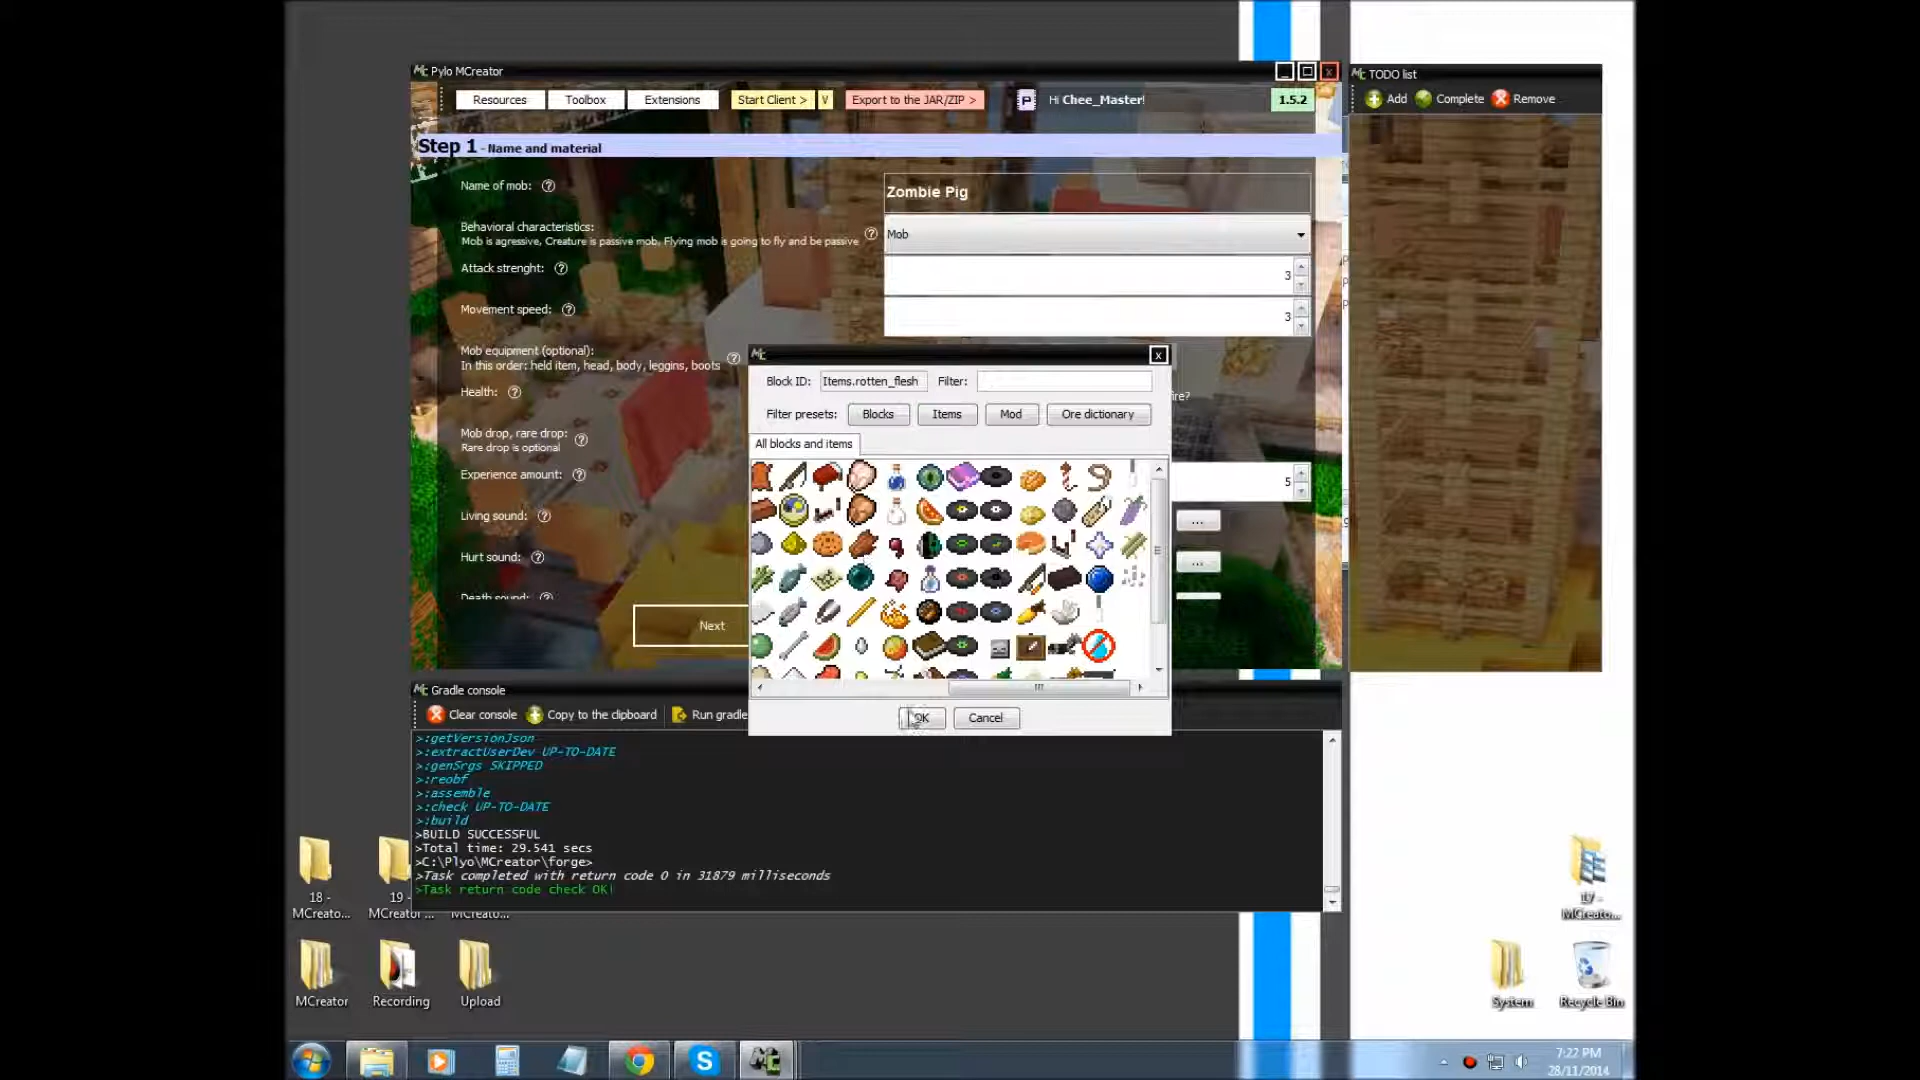 Pylo MCreator
Resources
Toolbox
Extensions
Start Client >
V
Export to the JAR/ZIP >
Hi Chee_Master!
1.5.2
TODO list
Add
Complete
Remove
Step 1 - Name and material
Name of mob:
Zombie Pig
Behavioral characteristics:
Mob is agressive, Creature is passive mob, Flying mob is going to fly and be passive
Mob
Attack strenght:
3
Movement speed:
3
Mob equipment (optional):
In this order: held item, head, body, leggins, boots
Health:
Mob drop, rare drop:
Rare drop is optional
Experience amount:
5
Living sound:
...
Hurt sound:
...
Death sound:
Next
Block ID:
Items.rotten_flesh
Filter:
Filter presets:
Blocks
Items
Mod
Ore dictionary
All blocks and items
OK
Cancel
Gradle console
Clear console
Copy to the clipboard
Run gradle
>:getVersionJson
>:extractUserDev UP-TO-DATE
>:genSrgs SKIPPED
>:reobf
>:assemble
>:check UP-TO-DATE
>:build
>BUILD SUCCESSFUL
>Total time: 29.541 secs
>C:\Plyo\MCreator\forge>
>Task completed with return code 0 in 31879 milliseconds
>Task return code check OK!
18 -
MCreato...
19 -
MCreator ...
MCreato...
MCreator
Recording
Upload
17 -
MCreato...
System
Recycle Bin
7:22 PM
28/11/2014